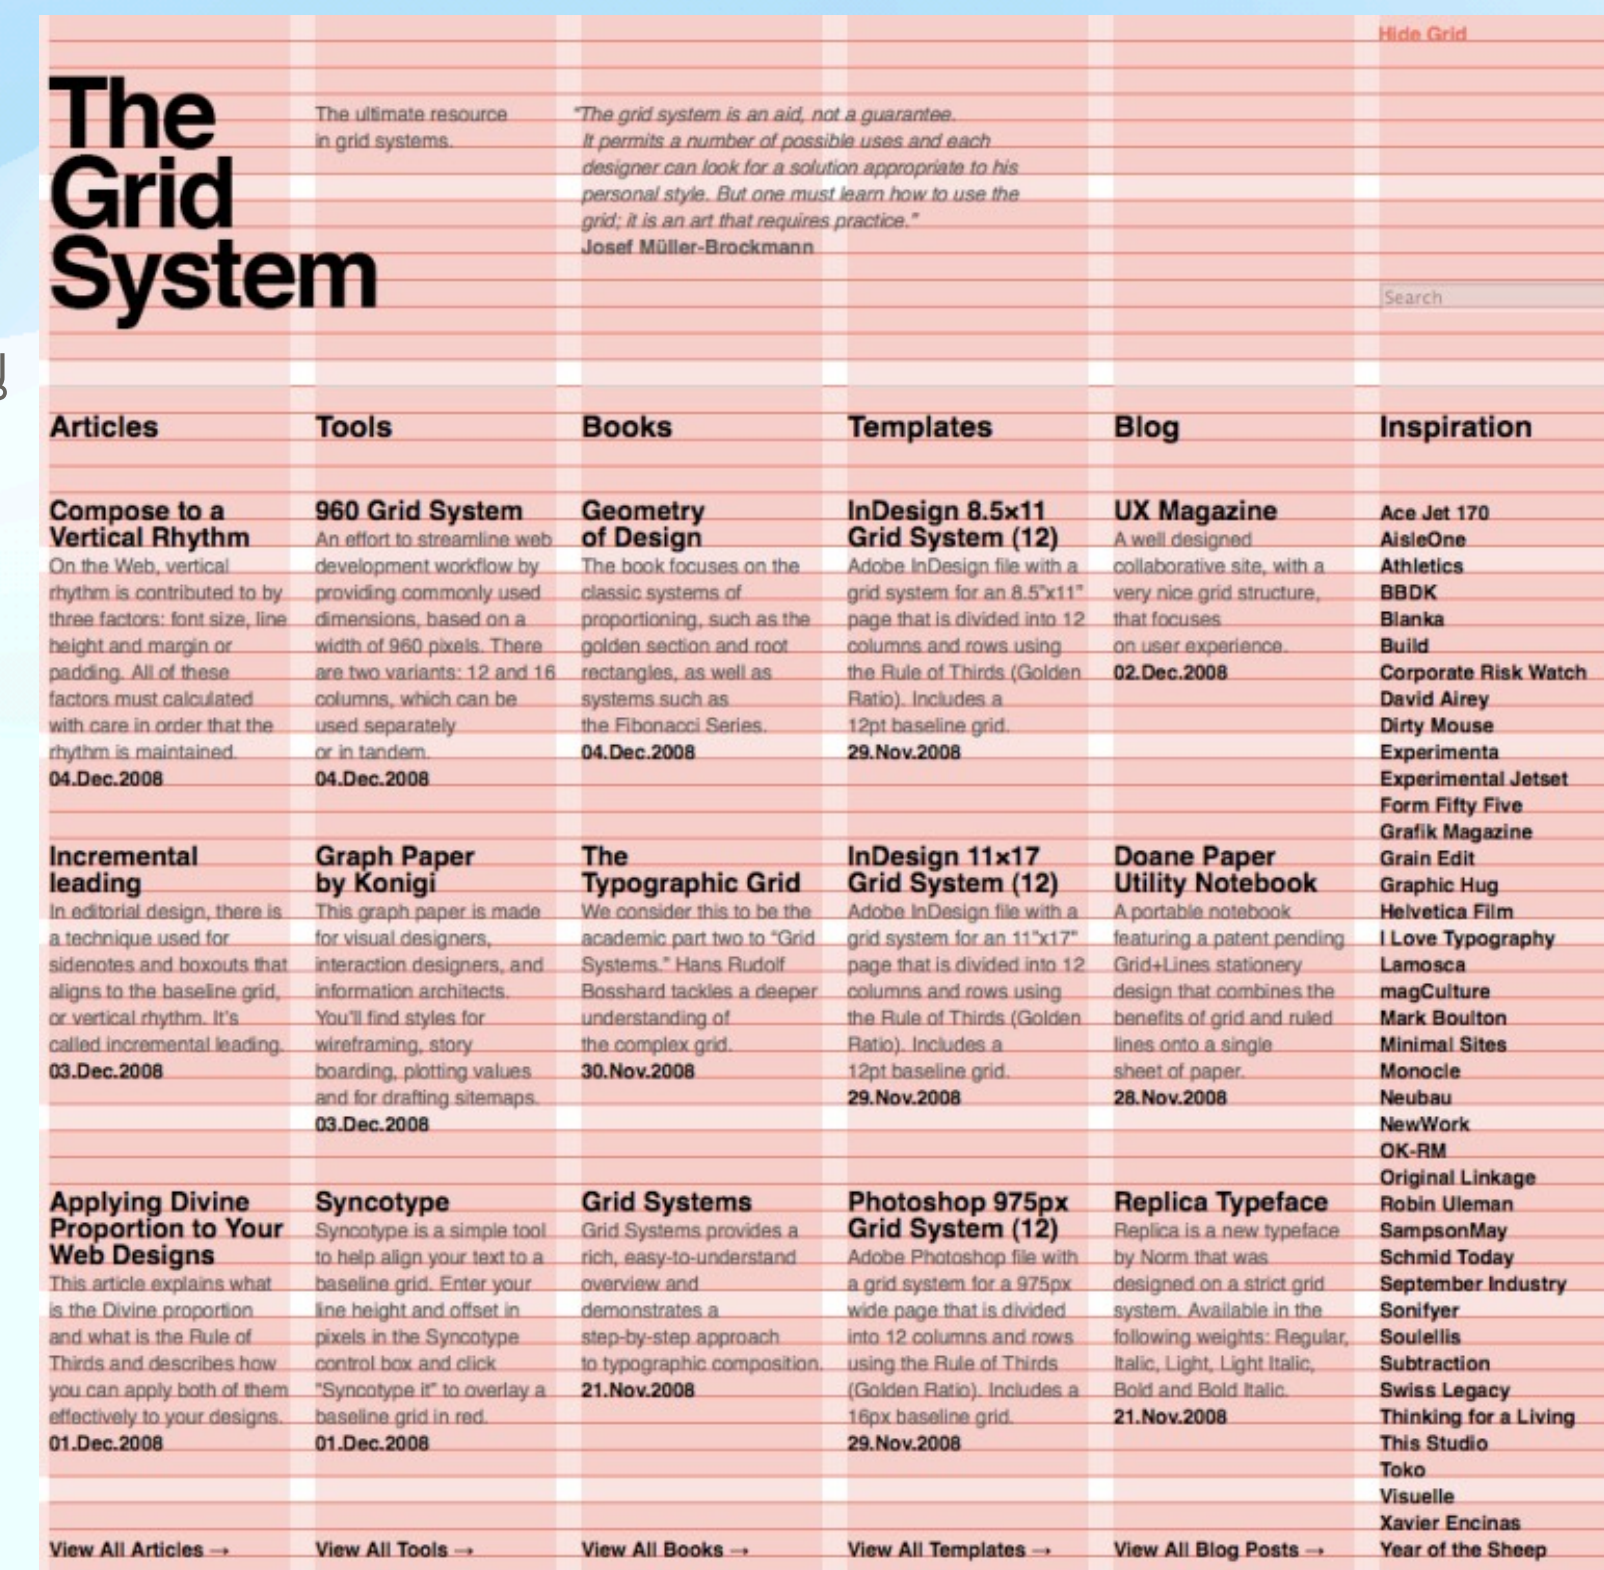 Hide Grid
The
Grid
System
The ultimate resource
in grid systems.
"The grid system is an aid, not a guarantee.
It permits a number of possible uses and each
designer can look for a solution appropriate to his
personal style. But one must learn how to use the
grid; it is an art that requires practice."
Josef Müller-Brockmann
Search
Articles
Compose to a
Vertical Rhythm
On the Web, vertical
rhythm is contributed to by
three factors: font size, line
height and margin or
padding. All of these
factors must calculated
with care in order that the
rhythm is maintained.
04.Dec.2008
Incremental
leading
In editorial design, there is
a technique used for
sidenotes and boxouts that
aligns to the baseline grid,
or vertical rhythm. It's
called incremental leading.
03.Dec.2008
Applying Divine
Proportion to Your
Web Designs
This article explains what
is the Divine proportion
and what is the Rule of
Thirds and describes how
you can apply both of them
effectively to your designs.
01.Dec.2008
View All Articles →
Tools
960 Grid System
An effort to streamline web
development workflow by
providing commonly used
dimensions, based on a
width of 960 pixels. There
are two variants: 12 and 16
columns, which can be
used separately
or in tandem.
04.Dec.2008
Graph Paper
by Konigi
This graph paper is made
for visual designers,
interaction designers, and
information architects.
You'll find styles for
wireframing, story
boarding, plotting values
and for drafting sitemaps.
03.Dec.2008
Syncotype
Syncotype is a simple tool
to help align your text to a
baseline grid. Enter your
line height and offset in
pixels in the Syncotype
control box and click
"Syncotype it" to overlay a
baseline grid in red.
01.Dec.2008
View All Tools →
Books
Geometry
of Design
The book focuses on the
classic systems of
proportioning, such as the
golden section and root
rectangles, as well as
systems such as
the Fibonacci Series.
04.Dec.2008
The
Typographic Grid
We consider this to be the
academic part two to "Grid
Systems." Hans Rudolf
Bosshard tackles a deeper
understanding of
the complex grid.
30.Nov.2008
Grid Systems
Grid Systems provides a
rich, easy-to-understand
overview and
demonstrates a
step-by-step approach
to typographic composition.
21.Nov.2008
View All Books →
Templates
InDesign 8.5×11
Grid System (12)
Adobe InDesign file with a
grid system for an 8.5"x11"
page that is divided into 12
columns and rows using
the Rule of Thirds (Golden
Ratio). Includes a
12pt baseline grid.
29.Nov.2008
InDesign 11×17
Grid System (12)
Adobe InDesign file with a
grid system for an 11"x17"
page that is divided into 12
columns and rows using
the Rule of Thirds (Golden
Ratio). Includes a
12pt baseline grid.
29.Nov.2008
Photoshop 975px
Grid System (12)
Adobe Photoshop file with
a grid system for a 975px
wide page that is divided
into 12 columns and rows
using the Rule of Thirds
(Golden Ratio). Includes a
16px baseline grid.
29.Nov.2008
View All Templates →
Blog
UX Magazine
A well designed
collaborative site, with a
very nice grid structure,
that focuses
on user experience.
02.Dec.2008
Doane Paper
Utility Notebook
A portable notebook
featuring a patent pending
Grid+Lines stationery
design that combines the
benefits of grid and ruled
lines onto a single
sheet of paper.
28.Nov.2008
Replica Typeface
Replica is a new typeface
by Norm that was
designed on a strict grid
system. Available in the
following weights: Regular,
Italic, Light, Light Italic,
Bold and Bold Italic.
21.Nov.2008
View All Blog Posts →
Inspiration
Ace Jet 170
AisleOne
Athletics
BBDK
Blanka
Build
Corporate Risk Watch
David Airey
Dirty Mouse
Experimenta
Experimental Jetset
Form Fifty Five
Grafik Magazine
Grain Edit
Graphic Hug
Helvetica Film
I Love Typography
Lamosca
magCulture
Mark Boulton
Minimal Sites
Monocle
Neubau
NewWork
OK-RM
Original Linkage
Robin Uleman
SampsonMay
Schmid Today
September Industry
Sonifyer
Soulellis
Subtraction
Swiss Legacy
Thinking for a Living
This Studio
Toko
Visuelle
Xavier Encinas
Year of the Sheep